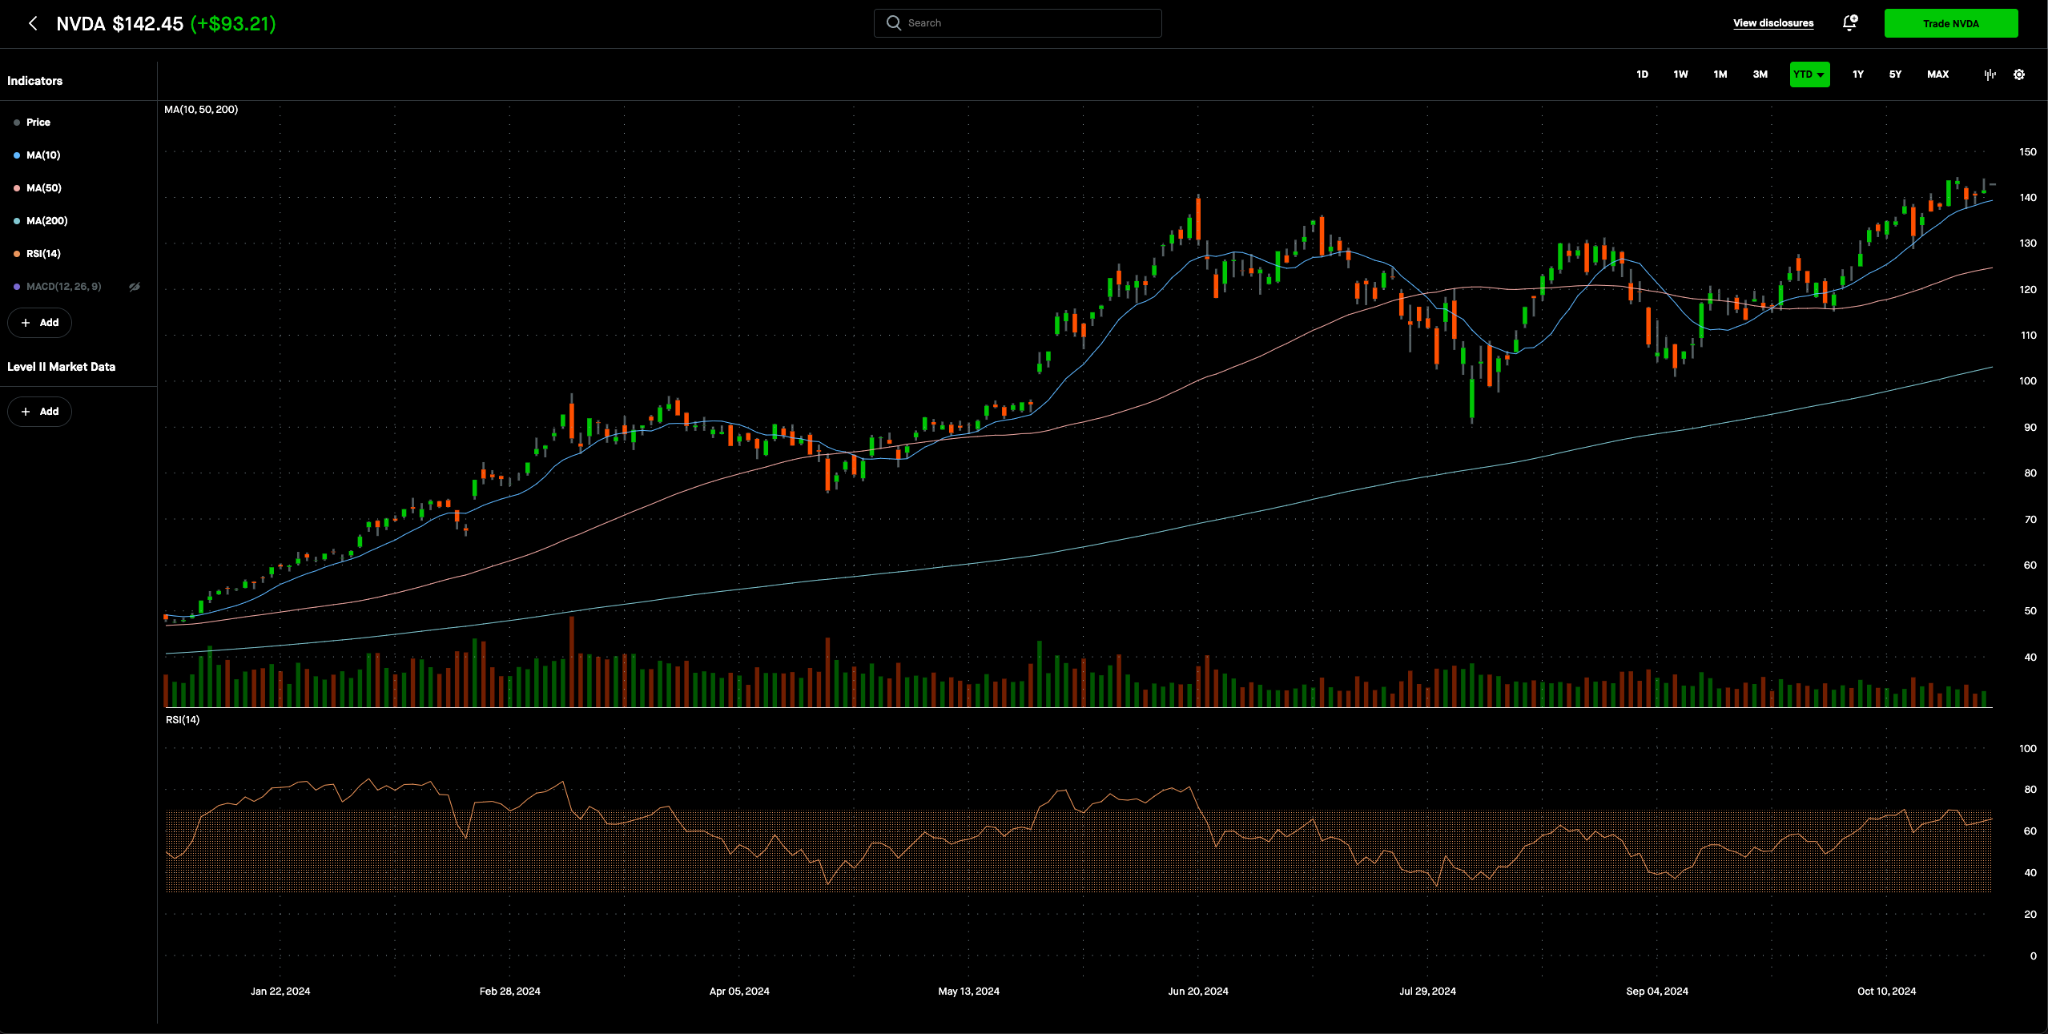 NVDA $142.45 (+$93.21)
Search
View disclosures
Trade NVDA
Indicators
1D 1W 1M 3M YTD 1Y 5Y MAX
MA(10, 50, 200)
Price
MA(10)
MA(50)
MA(200)
RSI(14)
MACD(12, 26, 9)
+ Add
Level II Market Data
+ Add
150
140
130
120
110
100
90
80
70
60
50
40
RSI(14)
100
80
60
40
20
0
Jan 22, 2024 Feb 28, 2024 Apr 05, 2024 May 13, 2024 Jun 20, 2024 Jul 29, 2024 Sep 04, 2024 Oct 10, 2024